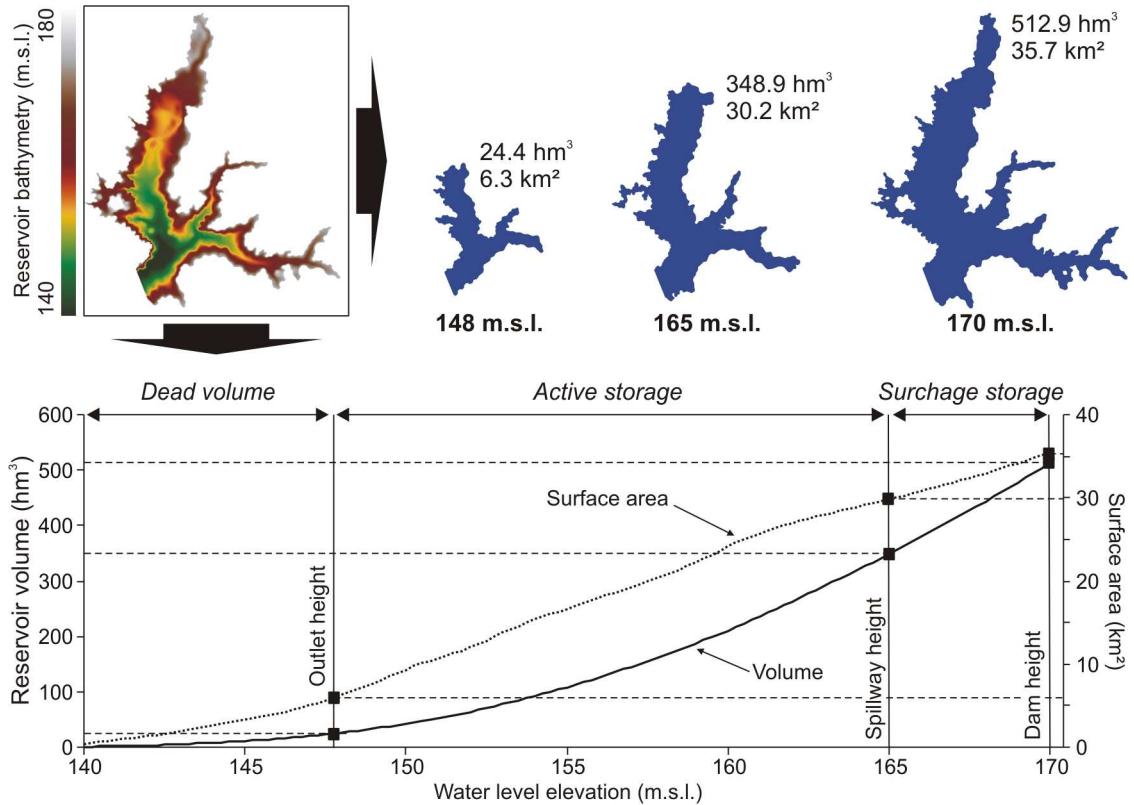 Reservoir bathymetry (m.s.l.)
180
140
24.4 hm³
6.3 km²
148 m.s.l.
348.9 hm³
30.2 km²
165 m.s.l.
512.9 hm³
35.7 km²
170 m.s.l.
Dead volume
Active storage
Surchage storage
Reservoir volume (hm³)
600
500
400
300
200
100
0
Surface area
Volume
Outlet height
Spillway height
Dam height
40
30
20
10
0
Surface area (km²)
140
145
150
155
160
165
170
Water level elevation (m.s.l.)